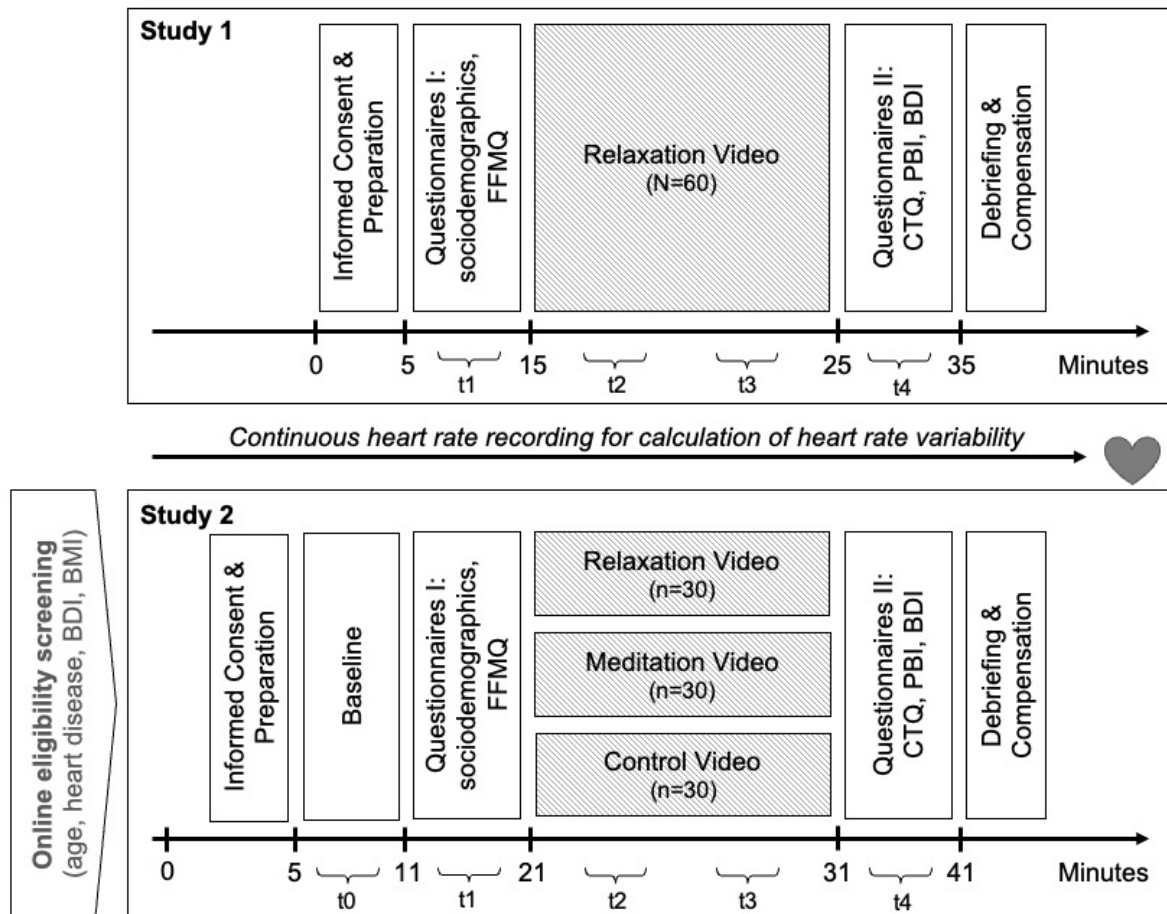 Study 1
Informed Consent &
Preparation
Questionnaires I:
sociodemographics,
FFMQ
Relaxation Video
(N=60)
Questionnaires II:
CTQ, PBI, BDI
Debriefing &
Compensation
0 5 15 25 35 Minutes
t1 t2 t3 t4
Continuous heart rate recording for calculation of heart rate variability
Online eligibility screening
(age, heart disease, BDI, BMI)
Study 2
Informed Consent &
Preparation
Baseline
Questionnaires I:
sociodemographics,
FFMQ
Relaxation Video
(n=30)
Meditation Video
(n=30)
Control Video
(n=30)
Questionnaires II:
CTQ, PBI, BDI
Debriefing &
Compensation
0 5 11 21 31 41 Minutes
t0 t1 t2 t3 t4